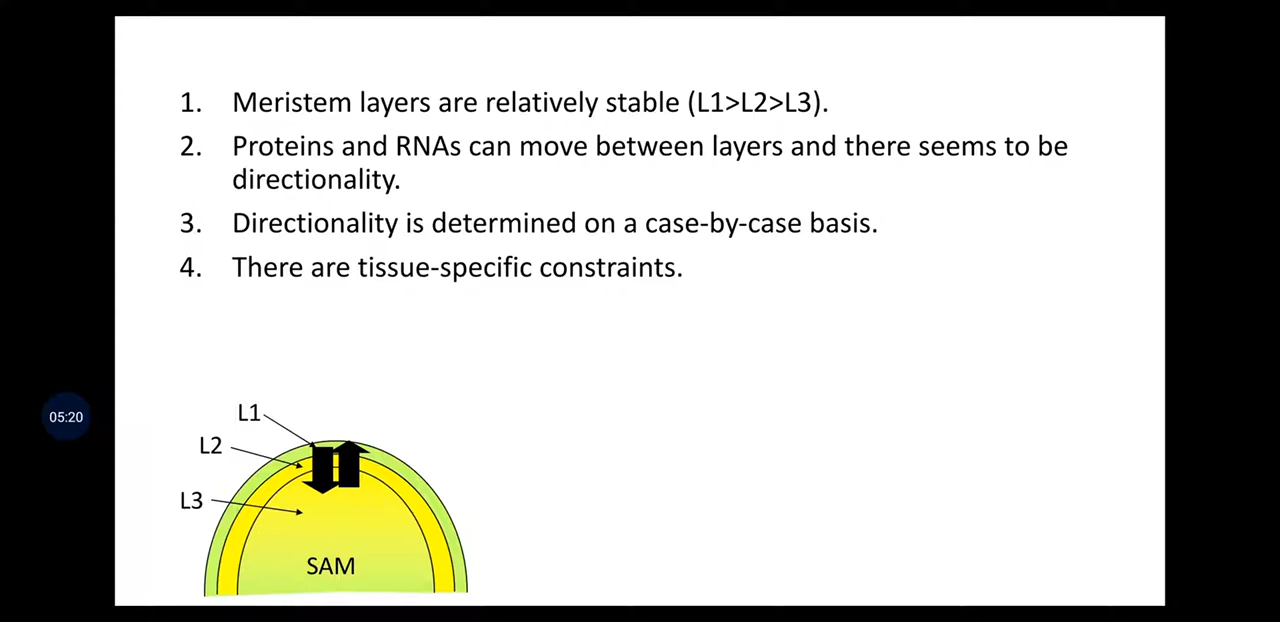 1. Meristem layers are relatively stable (L1>L2>L3).
2. Proteins and RNAs can move between layers and there seems to be
directionality.
3. Directionality is determined on a case-by-case basis.
4. There are tissue-specific constraints.
05:20
L1
L2
L3
SAM